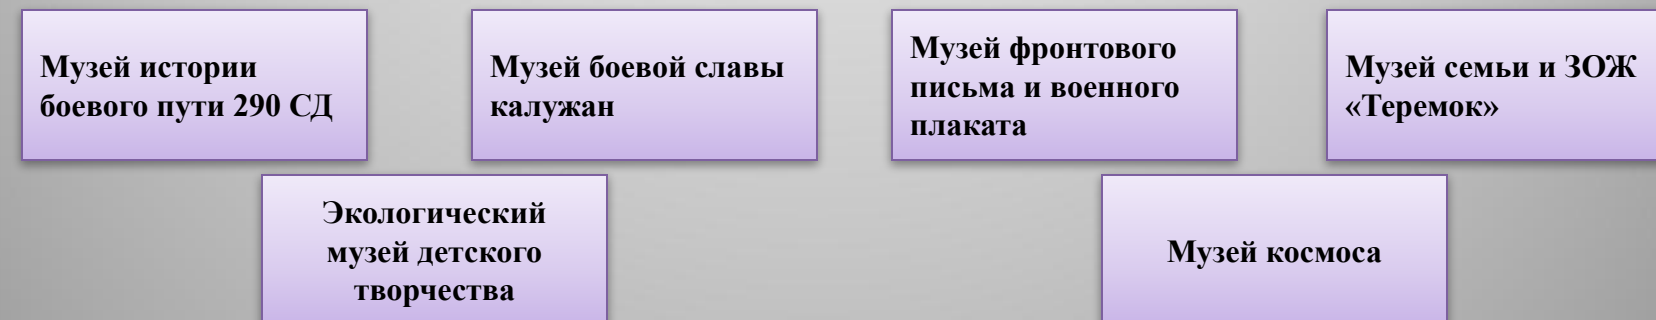 Музей истории
боевого пути 290 СД
Музей боевой славы
калужан
Музей фронтового
письма и военного
плаката
Музей семьи и ЗОЖ
«Теремок»
Экологический
музей детского
творчества
Музей космоса